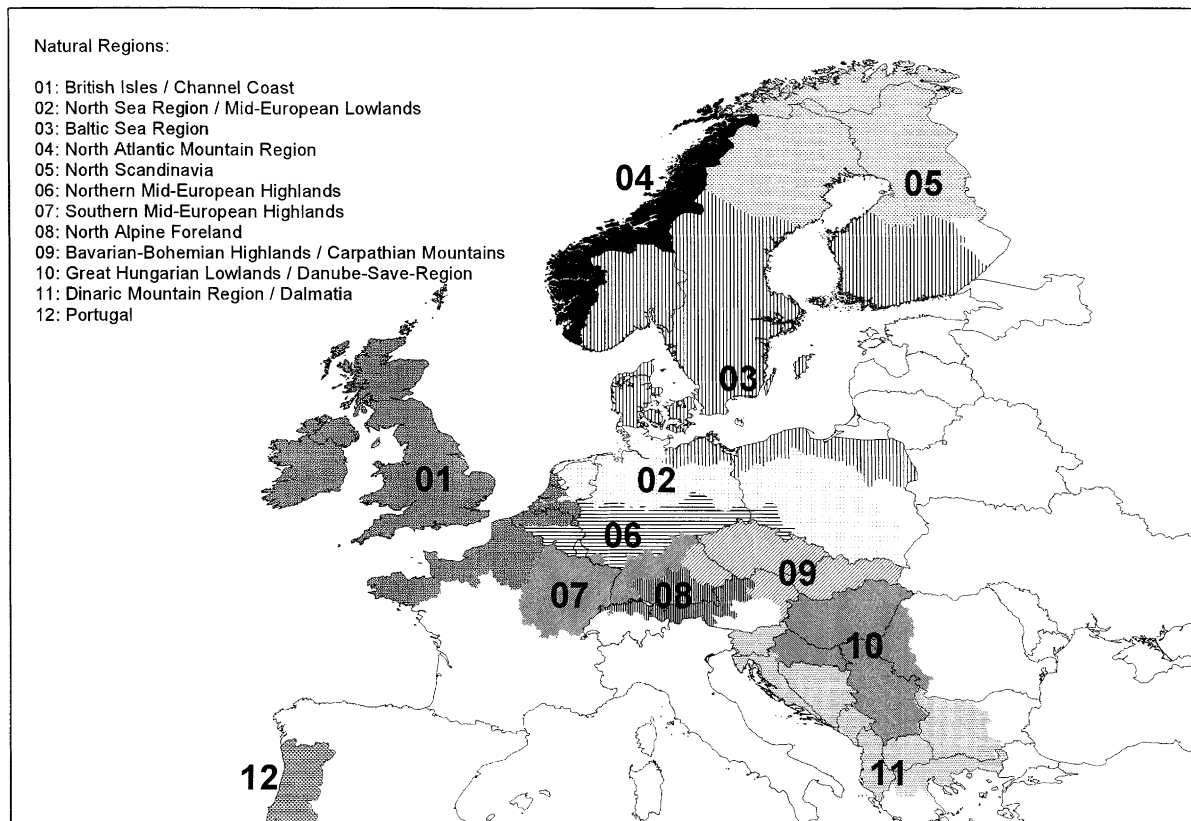 Natural Regions:
01: British Isles / Channel Coast
02: North Sea Region / Mid-European Lowlands
03: Baltic Sea Region
04: North Atlantic Mountain Region
05: North Scandinavia
06: Northern Mid-European Highlands
07: Southern Mid-European Highlands
08: North Alpine Foreland
09: Bavarian-Bohemian Highlands / Carpathian Mountains
10: Great Hungarian Lowlands / Danube-Save-Region
11: Dinaric Mountain Region / Dalmatia
12: Portugal
04
05
03
01
02
06
09
07
08
10
11
12